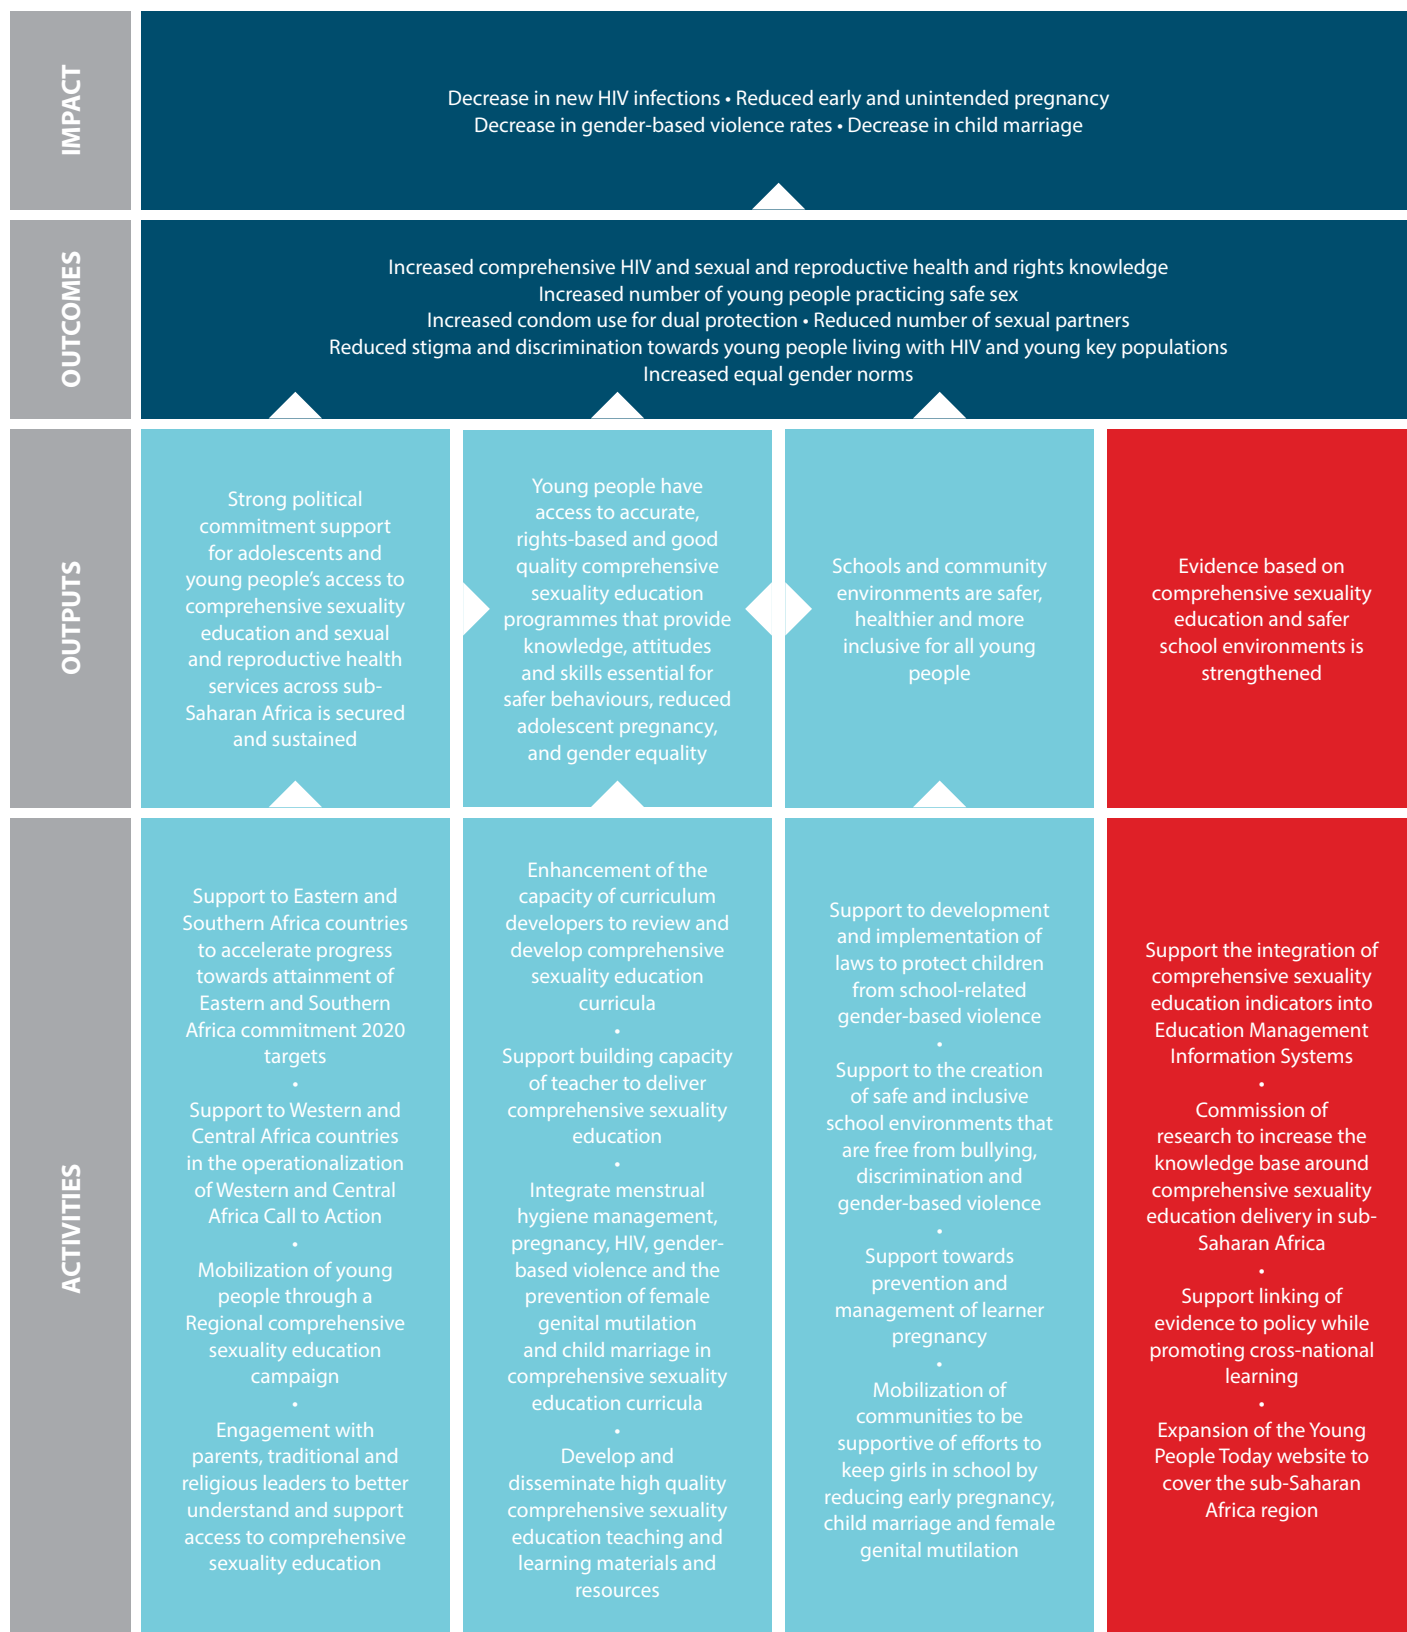 IMPACT
Decrease in new HIV infections • Reduced early and unintended pregnancy
Decrease in gender-based violence rates • Decrease in child marriage
OUTCOMES
Increased comprehensive HIV and sexual and reproductive health and rights knowledge
Increased number of young people practicing safe sex
Increased condom use for dual protection • Reduced number of sexual partners
Reduced stigma and discrimination towards young people living with HIV and young key populations
Increased equal gender norms
OUTPUTS
Strong political
commitment support
for adolescents and
young people's access to
comprehensive sexuality
education and sexual
and reproductive health
services across sub-
Saharan Africa is secured
and sustained
Young people have
access to accurate,
rights-based and good
quality comprehensive
sexuality education
programmes that provide
knowledge, attitudes
and skills essential for
safer behaviours, reduced
adolescent pregnancy,
and gender equality
Schools and community
environments are safer,
healthier and more
inclusive for all young
people
Evidence based on
comprehensive sexuality
education and safer
school environments is
strengthened
ACTIVITIES
Support to Eastern and
Southern Africa countries
to accelerate progress
towards attainment of
Eastern and Southern
Africa commitment 2020
targets
•
Support to Western and
Central Africa countries
in the operationalization
of Western and Central
Africa Call to Action
•
Mobilization of young
people through a
Regional comprehensive
sexuality education
campaign
•
Engagement with
parents, traditional and
religious leaders to better
understand and support
access to comprehensive
sexuality education
Enhancement of the
capacity of curriculum
developers to review and
develop comprehensive
sexuality education
curricula
•
Support building capacity
of teacher to deliver
comprehensive sexuality
education
•
Integrate menstrual
hygiene management,
pregnancy, HIV, gender-
based violence and the
prevention of female
genital mutilation
and child marriage in
comprehensive sexuality
education curricula
•
Develop and
disseminate high quality
comprehensive sexuality
education teaching and
learning materials and
resources
Support to development
and implementation of
laws to protect children
from school-related
gender-based violence
•
Support to the creation
of safe and inclusive
school environments that
are free from bullying,
discrimination and
gender-based violence
•
Support towards
prevention and
management of learner
pregnancy
•
Mobilization of
communities to be
supportive of efforts to
keep girls in school by
reducing early pregnancy,
child marriage and female
genital mutilation
Support the integration of
comprehensive sexuality
education indicators into
Education Management
Information Systems
•
Commission of
research to increase the
knowledge base around
comprehensive sexuality
education delivery in sub-
Saharan Africa
•
Support linking of
evidence to policy while
promoting cross-national
learning
•
Expansion of the Young
People Today website to
cover the sub-Saharan
Africa region